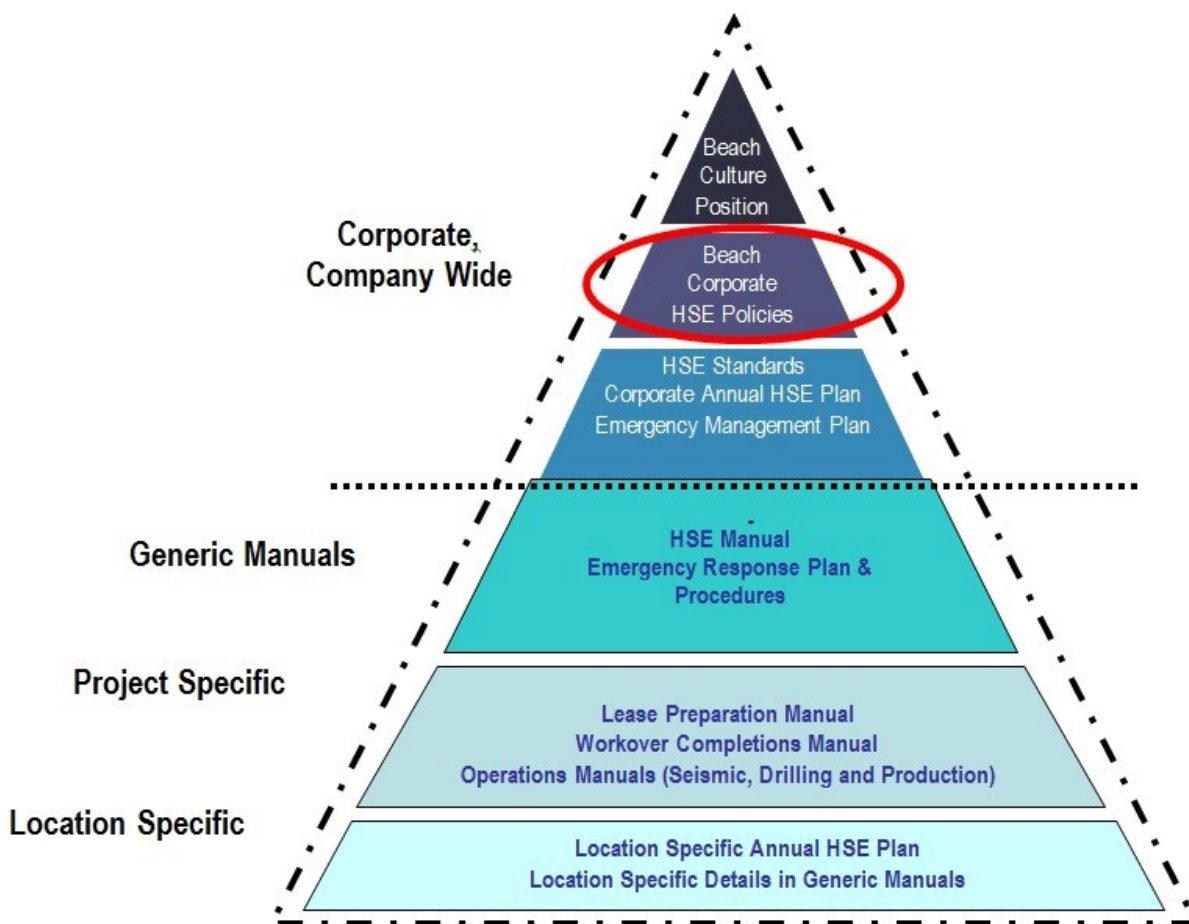 Beach
Culture
Position
Corporate,
Company Wide
Beach
Corporate
HSE Policies
HSE Standards
Corporate Annual HSE Plan
Emergency Management Plan
Generic Manuals
-
HSE Manual
Emergency Response Plan &
Procedures
Project Specific
Lease Preparation Manual
Workover Completions Manual
Operations Manuals (Seismic, Drilling and Production)
Location Specific
Location Specific Annual HSE Plan
Location Specific Details in Generic Manuals